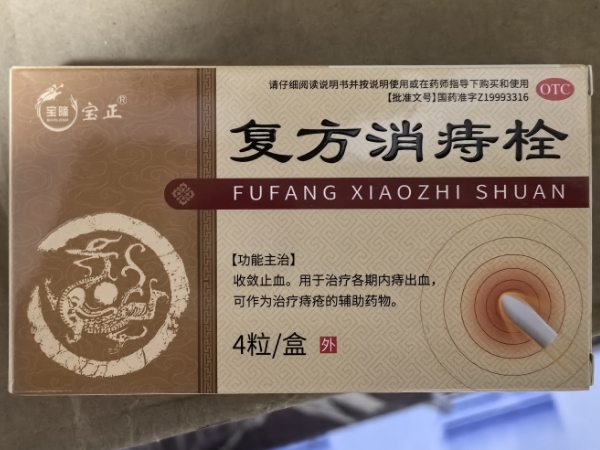 请仔细阅读说明书并按说明使用或在药师指导下购买和使用
【批准文号】国药准字Z19993316
OTC
宝隆
宝正®
复方消痔栓
FUFANG XIAOZHI SHUAN
【功能主治】
收敛止血。用于治疗各期内痔出血，
可作为治疗痔疮的辅助药物。
4粒/盒 外